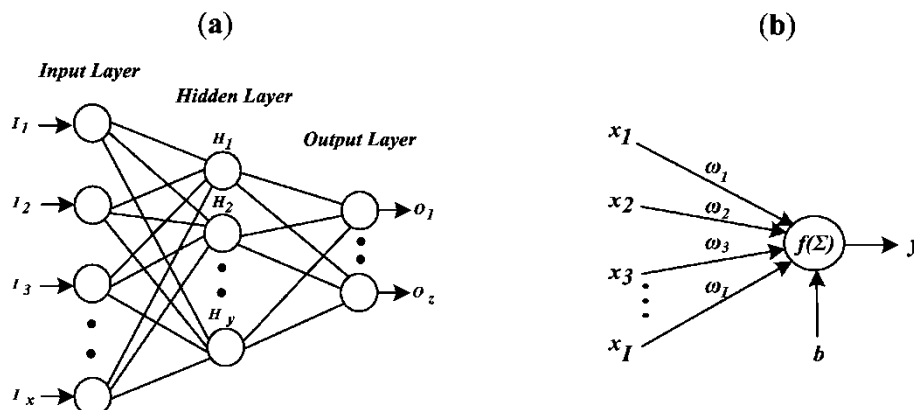 (a)
Input Layer
Hidden Layer
Output Layer
I1
I2
I3
Ix
H1
H2
Hy
O1
Oz
(b)
x1
x2
x3
xI
ω1
ω2
ω3
ωI
f(Σ)
b